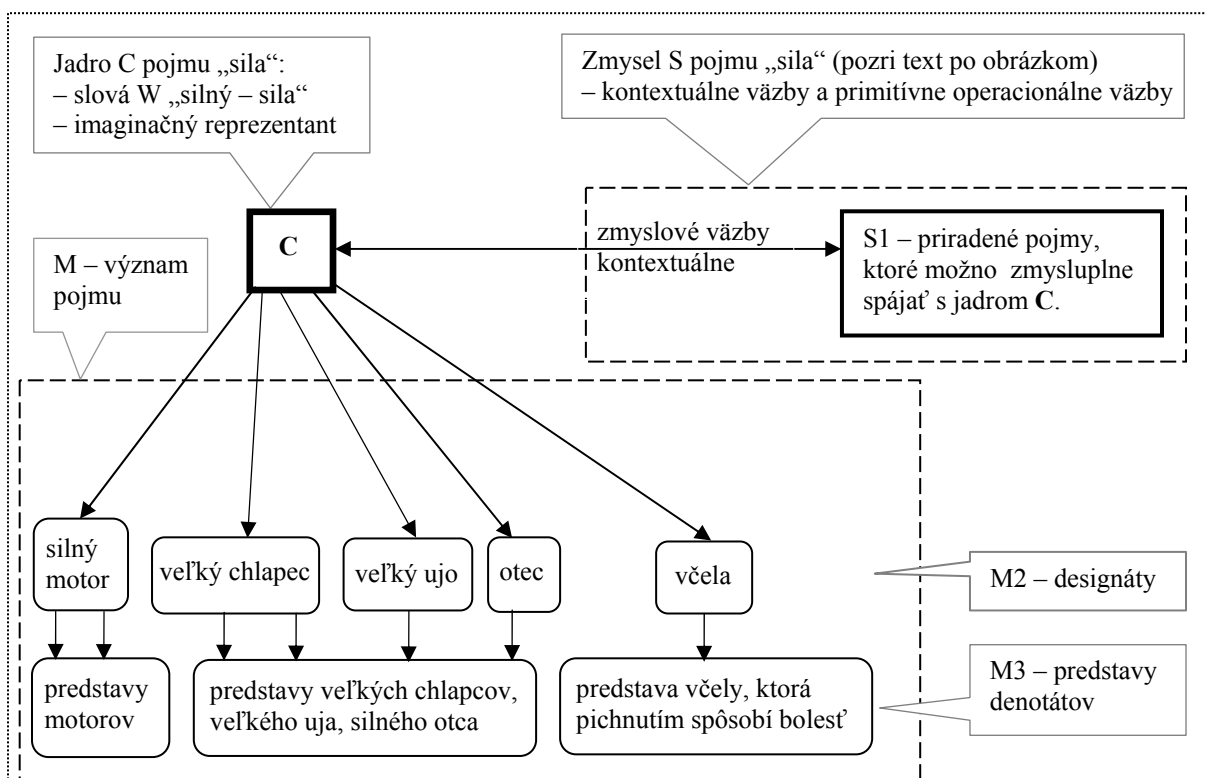 Jadro C pojmu „sila“:
– slová W „silný – sila“
– imaginačný reprezentant
Zmysel S pojmu „sila“ (pozri text po obrázkom)
– kontextuálne väzby a primitívne operacionálne väzby
C
zmyslové väzby
kontextuálne
S1 – priradené pojmy,
ktoré možno zmysluplne
spájať s jadrom C.
M – význam
pojmu
silný
motor
veľký chlapec
veľký ujo
otec
včela
M2 – designáty
predstavy
motorov
predstavy veľkých chlapcov,
veľkého uja, silného otca
predstava včely, ktorá
pichnutím spôsobí bolesť
M3 – predstavy
denotátov